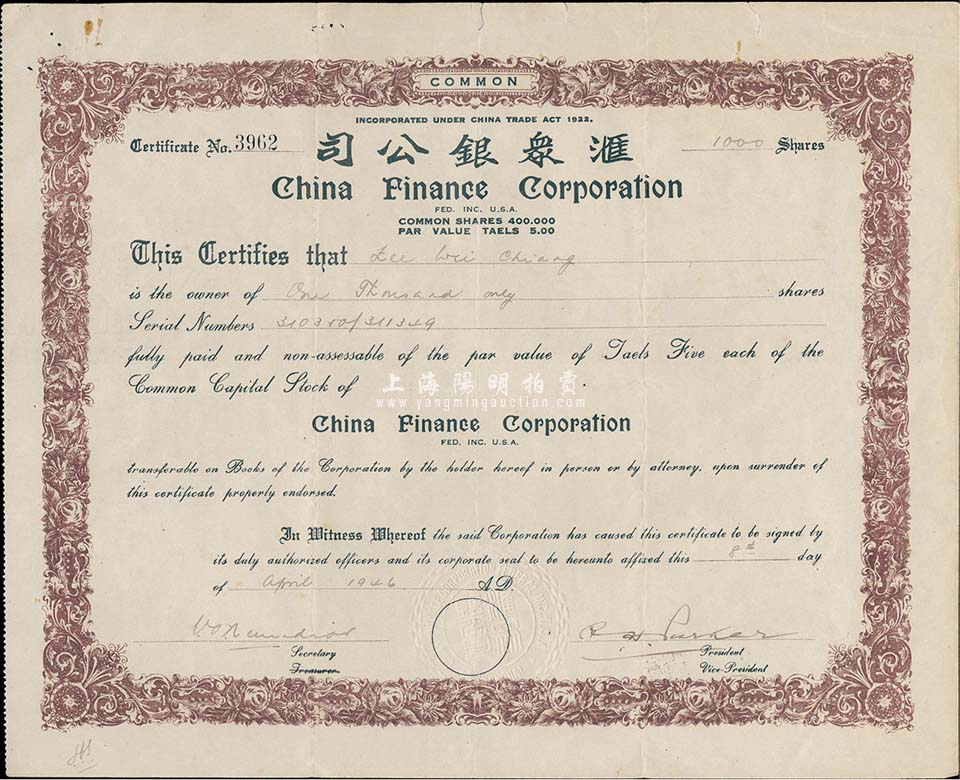 COMMON
INCORPORATED UNDER CHINA TRADE ACT 1922.
Certificate No. 3962
1000 Shares
司公銀眾滙
China Finance Corporation
FED. INC. U.S.A.
COMMON SHARES 400.000
PAR VALUE TAELS 5.00
This Certifies that Zee Wei Chiang
is the owner of One Thousand only shares
Serial Numbers 310350/311349
fully paid and non-assessable of the par value of Taels Five each of the
Common Capital Stock of
上海陽明拍賣
www.yangmingauction.com
China Finance Corporation
FED. INC. U.S.A.
transferable on Books of the Corporation by the holder hereof in person or by attorney, upon surrender of
this certificate properly endorsed.
In Witness Whereof the said Corporation has caused this certificate to be signed by
its duly authorized officers and its corporate seal to be hereunto affixed this 8th day
of April 1946 A.D.
Parker
Secretary
Treasurer
President
Vice-President